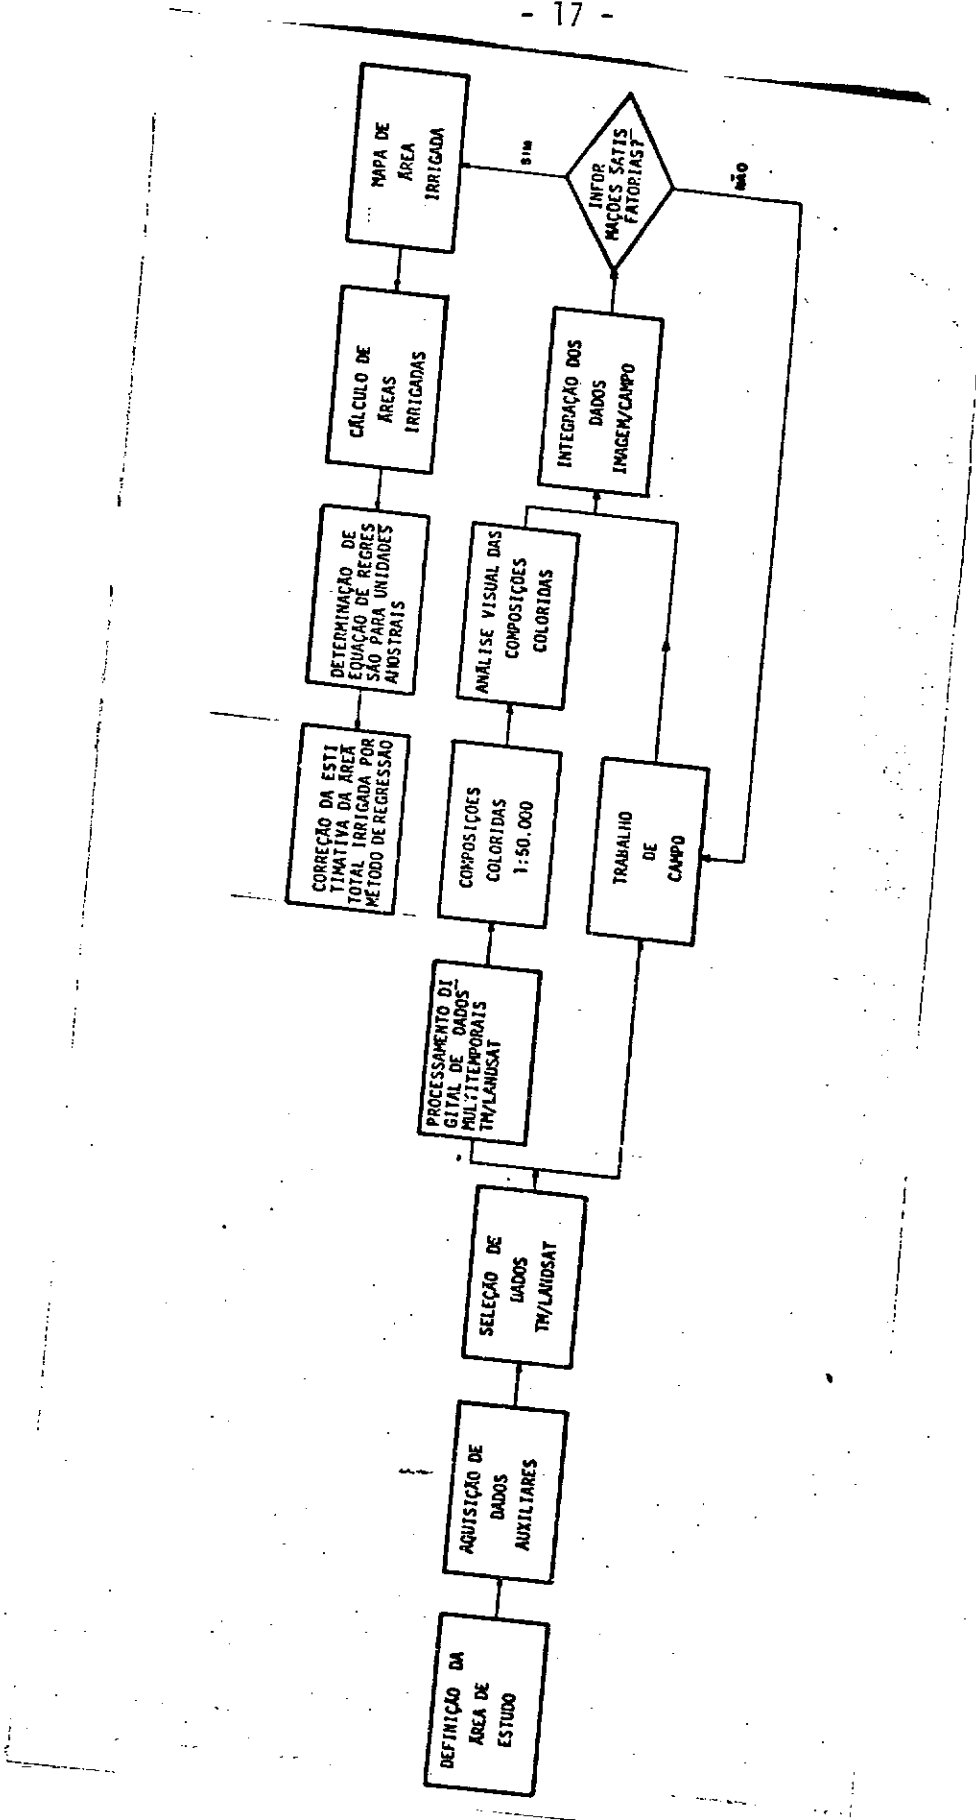 - 17 -
DEFINIÇÃO DA
ÁREA DE
ESTUDO
AQUISIÇÃO DE
DADOS
AUXILIARES
SELEÇÃO DE
DADOS
TM/LANDSAT
PROCESSAMENTO DI
GITAL DE DADOS
MULTITEMPORAIS
TM/LANDSAT
COMPOSIÇÕES
COLORIDAS
1:50.000
ANÁLISE VISUAL DAS
COMPOSIÇÕES
COLORIDAS
TRABALHO
DE
CAMPO
INTEGRAÇÃO DOS
DADOS
IMAGEM/CAMPO
INFOR
MAÇÕES SATIS
FATORIAS?
SIM
NÃO
MAPA DE
ÁREA
IRRIGADA
CÁLCULO DE
ÁREAS
IRRIGADAS
DETERMINAÇÃO DE
EQUAÇÃO DE REGRES
SÃO PARA UNIDADES
AMOSTRAIS
CORREÇÃO DA ESTI
TIMATIVA DA ÁREA
TOTAL IRRIGADA POR
MÉTODO DE REGRESSÃO